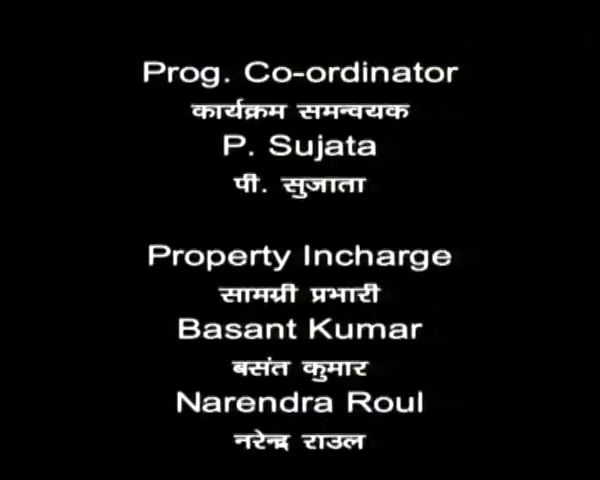 Prog. Co-ordinator
कार्यक्रम समन्वयक
P. Sujata
पी. सुजाता
Property Incharge
सामग्री प्रभारी
Basant Kumar
बसंत कुमार
Narendra Roul
नरेन्द्र राउल